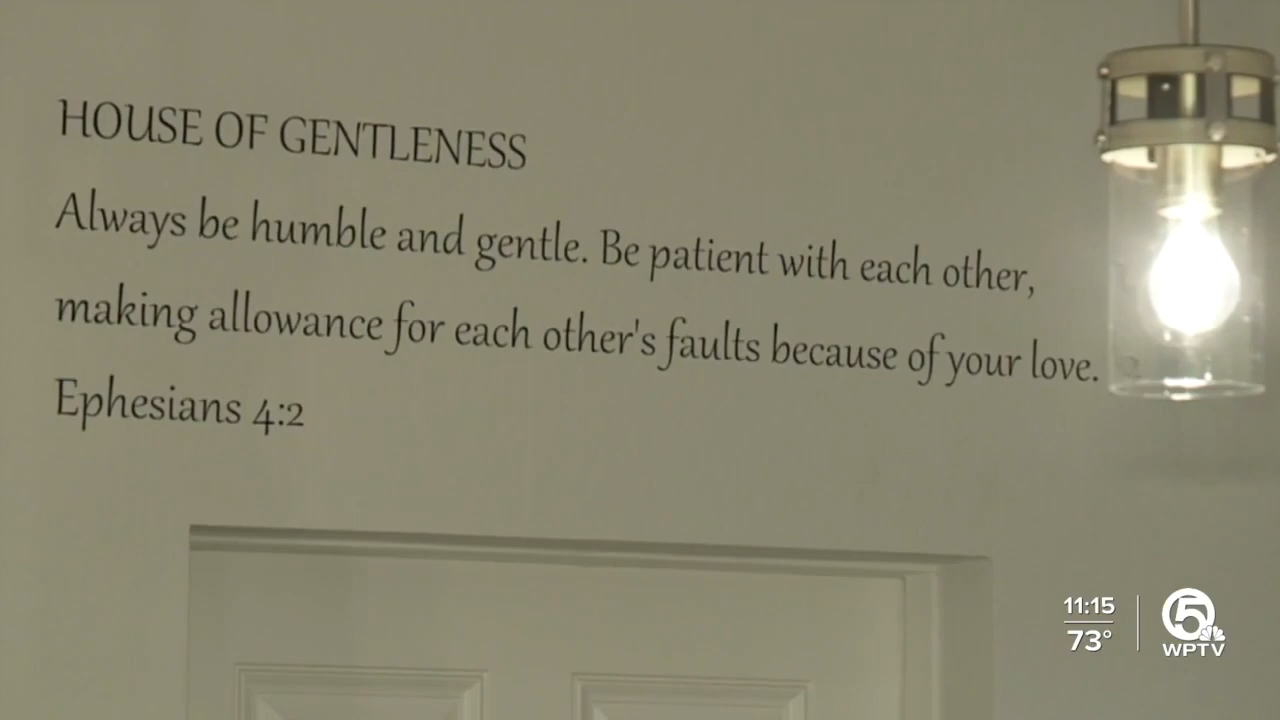 HOUSE OF GENTLENESS
Always be humble and gentle. Be patient with each other,
making allowance for each other's faults because of your love.
Ephesians 4:2
11:15
73°
5
WPTV